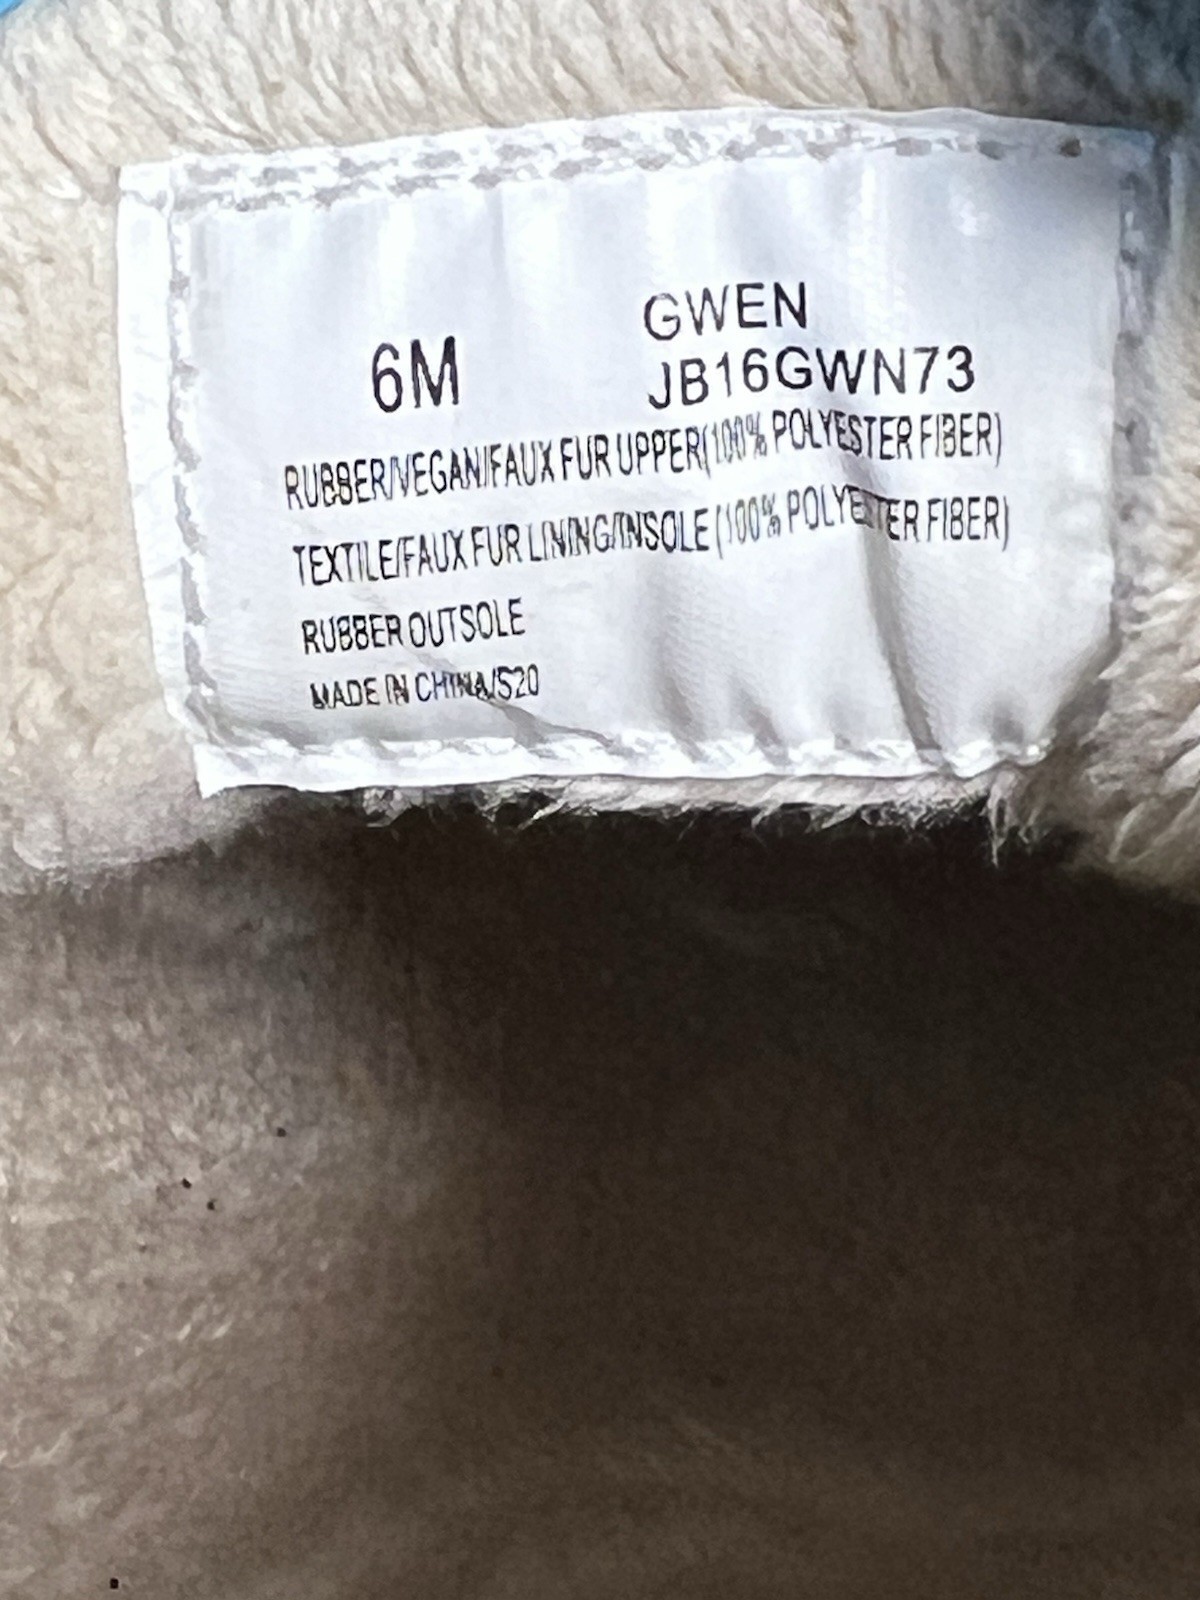 6M
GWEN
JB16GWN73
RUBBER/VEGAN/FAUX FUR UPPER(100% POLYESTER FIBER)
TEXTILE/FAUX FUR LINING/INSOLE (100% POLYESTER FIBER)
RUBBER OUTSOLE
MADE IN CHINA/S20